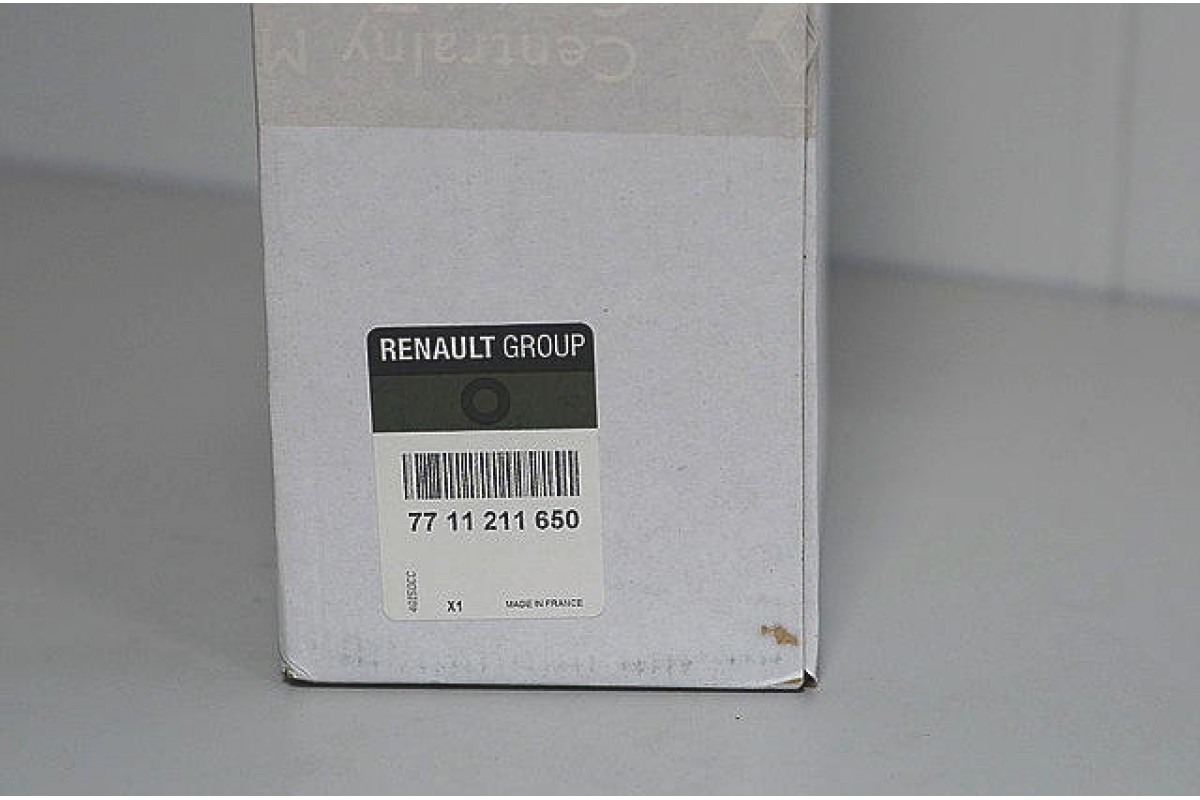 Centralny M
RENAULT GROUP
77 11 211 650
X1
MADE IN FRANCE